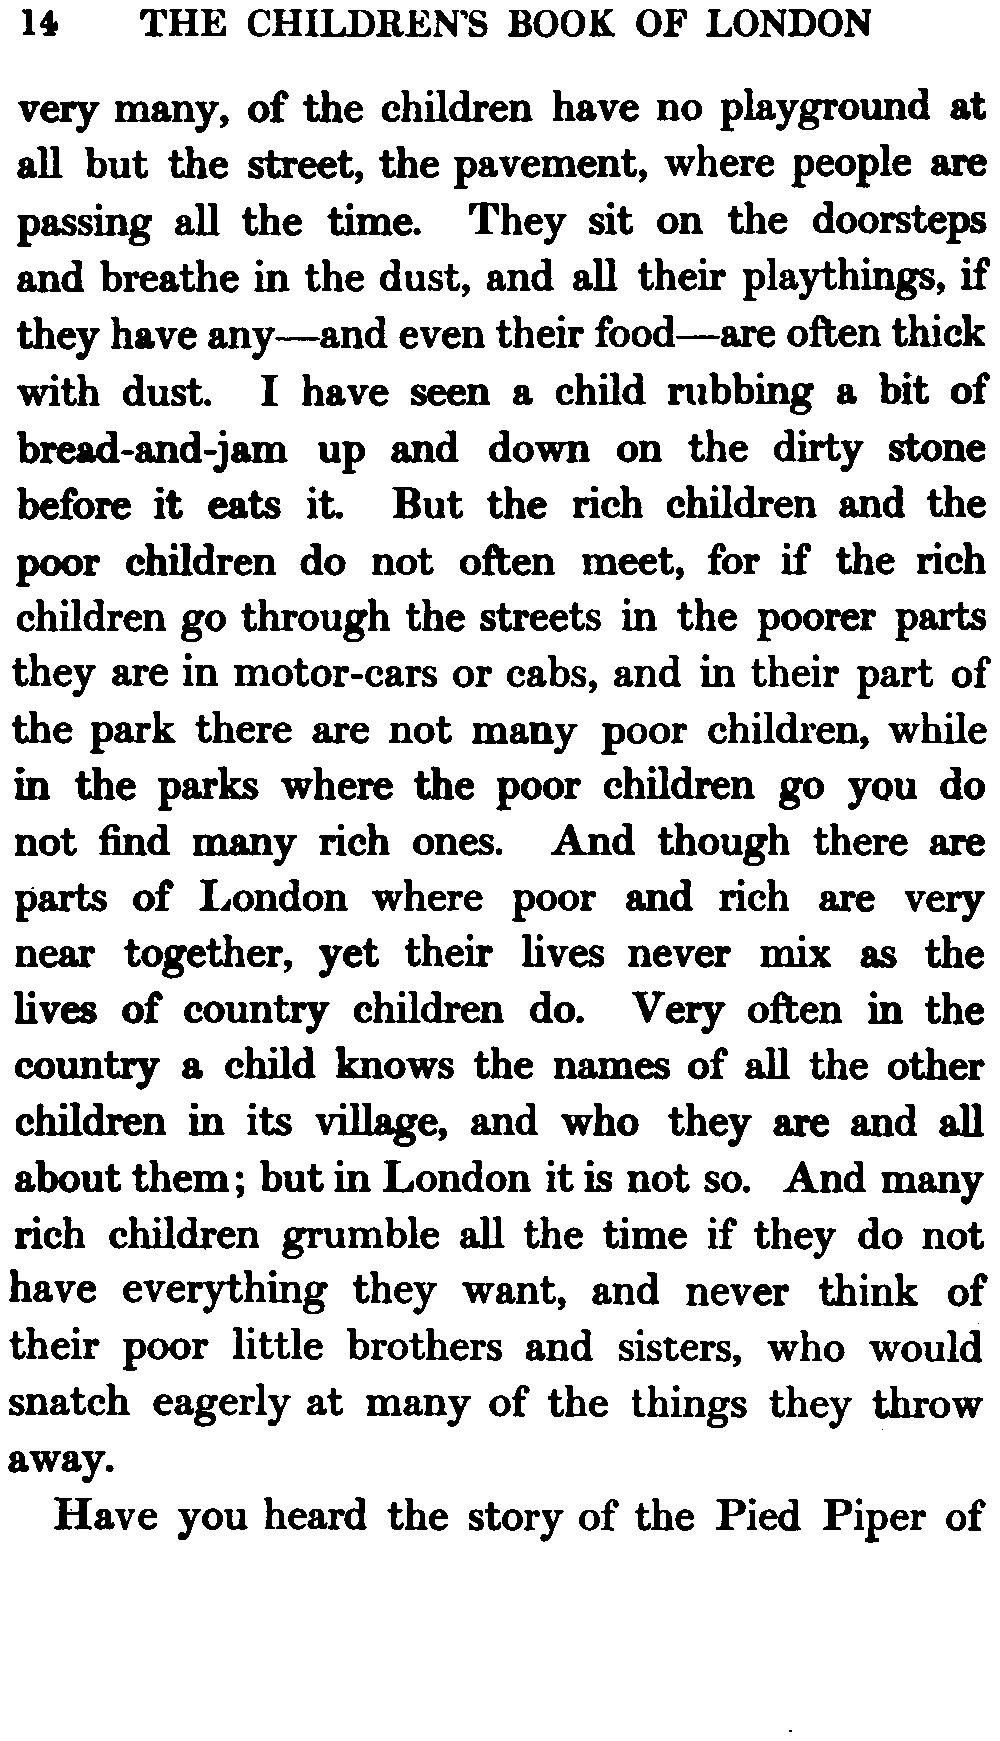 14 THE CHILDREN'S BOOK OF LONDON
very many, of the children have no playground at
all but the street, the pavement, where people are
passing all the time. They sit on the doorsteps
and breathe in the dust, and all their playthings, if
they have any—and even their food—are often thick
with dust. I have seen a child rubbing a bit of
bread-and-jam up and down on the dirty stone
before it eats it. But the rich children and the
poor children do not often meet, for if the rich
children go through the streets in the poorer parts
they are in motor-cars or cabs, and in their part of
the park there are not many poor children, while
in the parks where the poor children go you do
not find many rich ones. And though there are
parts of London where poor and rich are very
near together, yet their lives never mix as the
lives of country children do. Very often in the
country a child knows the names of all the other
children in its village, and who they are and all
about them; but in London it is not so. And many
rich children grumble all the time if they do not
have everything they want, and never think of
their poor little brothers and sisters, who would
snatch eagerly at many of the things they throw
away.
Have you heard the story of the Pied Piper of